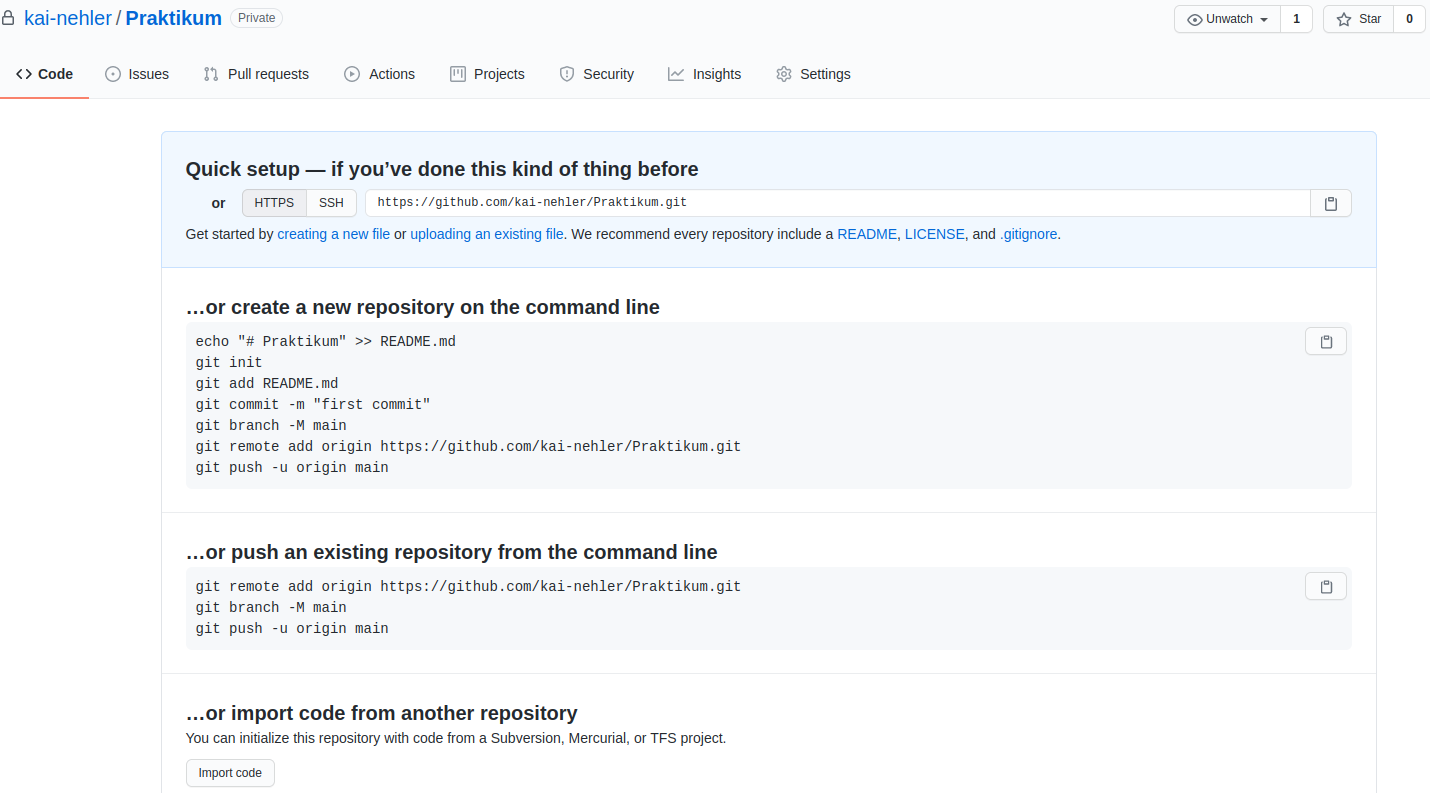 kai-nehler / Praktikum Private Unwatch 1 Star 0
Code Issues Pull requests Actions Projects Security Insights Settings
Quick setup — if you’ve done this kind of thing before
or HTTPS SSH https://github.com/kai-nehler/Praktikum.git
Get started by creating a new file or uploading an existing file. We recommend every repository include a README, LICENSE, and .gitignore.
…or create a new repository on the command line
echo "# Praktikum" >> README.md
git init
git add README.md
git commit -m "first commit"
git branch -M main
git remote add origin https://github.com/kai-nehler/Praktikum.git
git push -u origin main
…or push an existing repository from the command line
git remote add origin https://github.com/kai-nehler/Praktikum.git
git branch -M main
git push -u origin main
…or import code from another repository
You can initialize this repository with code from a Subversion, Mercurial, or TFS project.
Import code